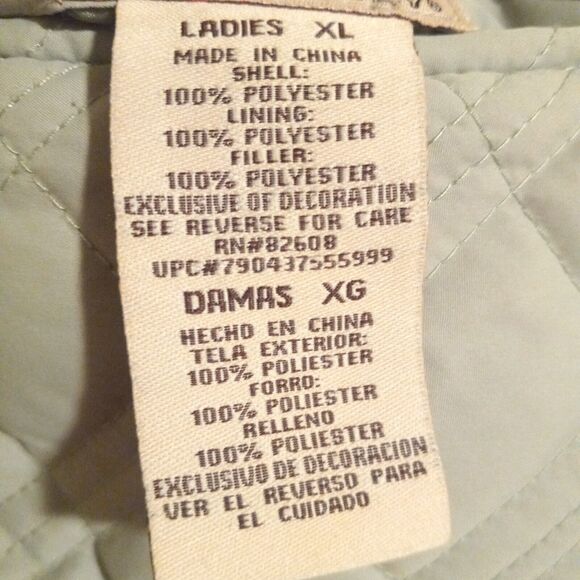 LADIES XL
MADE IN CHINA
SHELL:
100% POLYESTER
LINING:
100% POLYESTER
FILLER:
100% POLYESTER
EXCLUSIVE OF DECORATION
SEE REVERSE FOR CARE
RN#82608
UPC#790437555999
DAMAS XG
HECHO EN CHINA
TELA EXTERIOR:
100% POLIESTER
FORRO:
100% POLIESTER
RELLENO
100% POLIESTER
EXCLUSIVO DE DECORACION
VER EL REVERSO PARA
EL CUIDADO